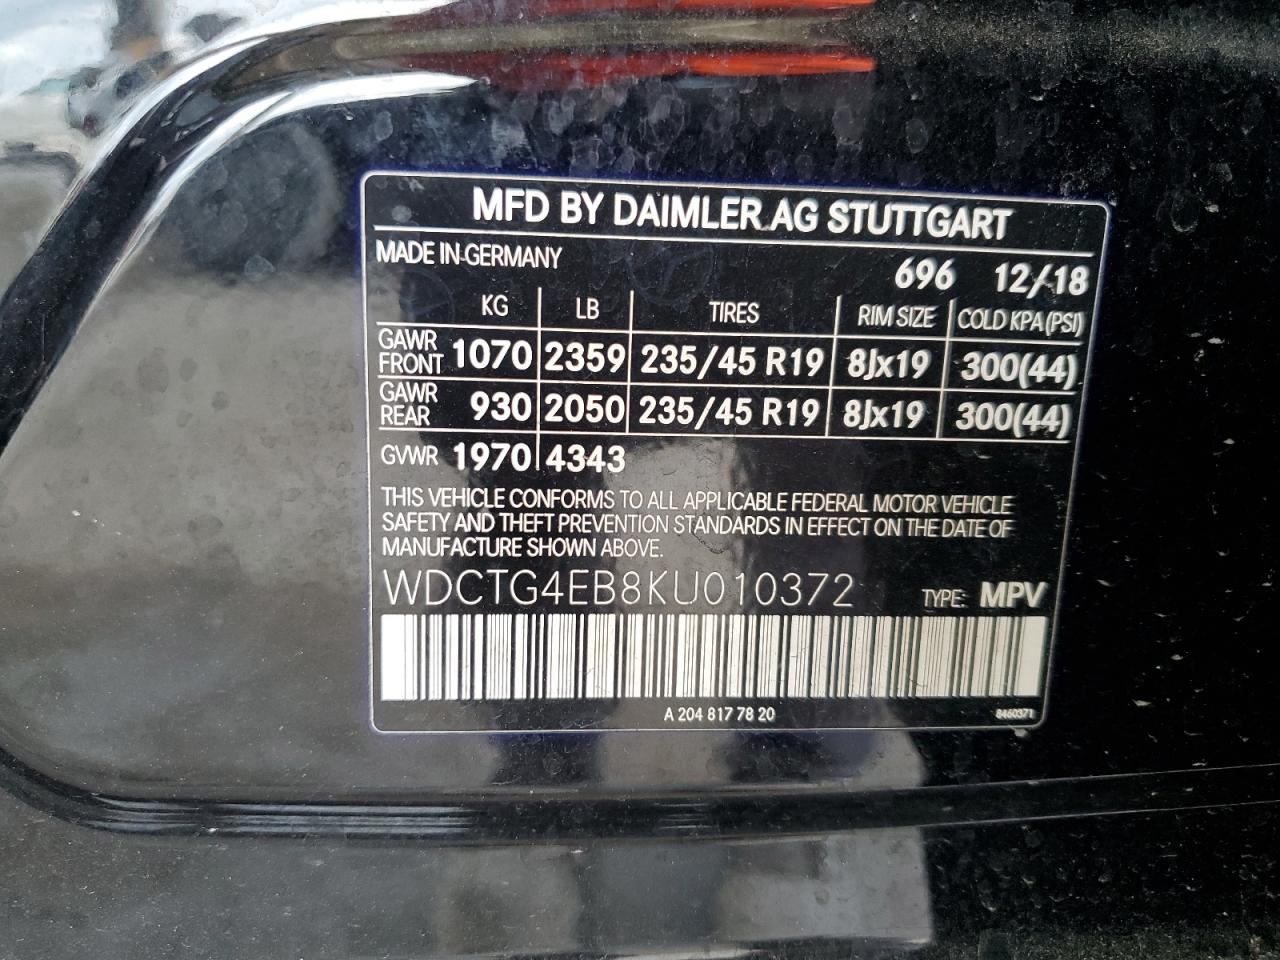 MFD BY DAIMLER AG STUTTGART
MADE IN GERMANY
696 12/18
KG LB TIRES RIM SIZE COLD KPA (PSI)
GAWR FRONT 1070 2359 235/45 R19 8Jx19 300(44)
GAWR REAR 930 2050 235/45 R19 8Jx19 300(44)
GVWR 1970 4343
THIS VEHICLE CONFORMS TO ALL APPLICABLE FEDERAL MOTOR VEHICLE
SAFETY AND THEFT PREVENTION STANDARDS IN EFFECT ON THE DATE OF
MANUFACTURE SHOWN ABOVE.
WDCTG4EB8KU010372 TYPE: MPV
A 204 817 78 20 8460371